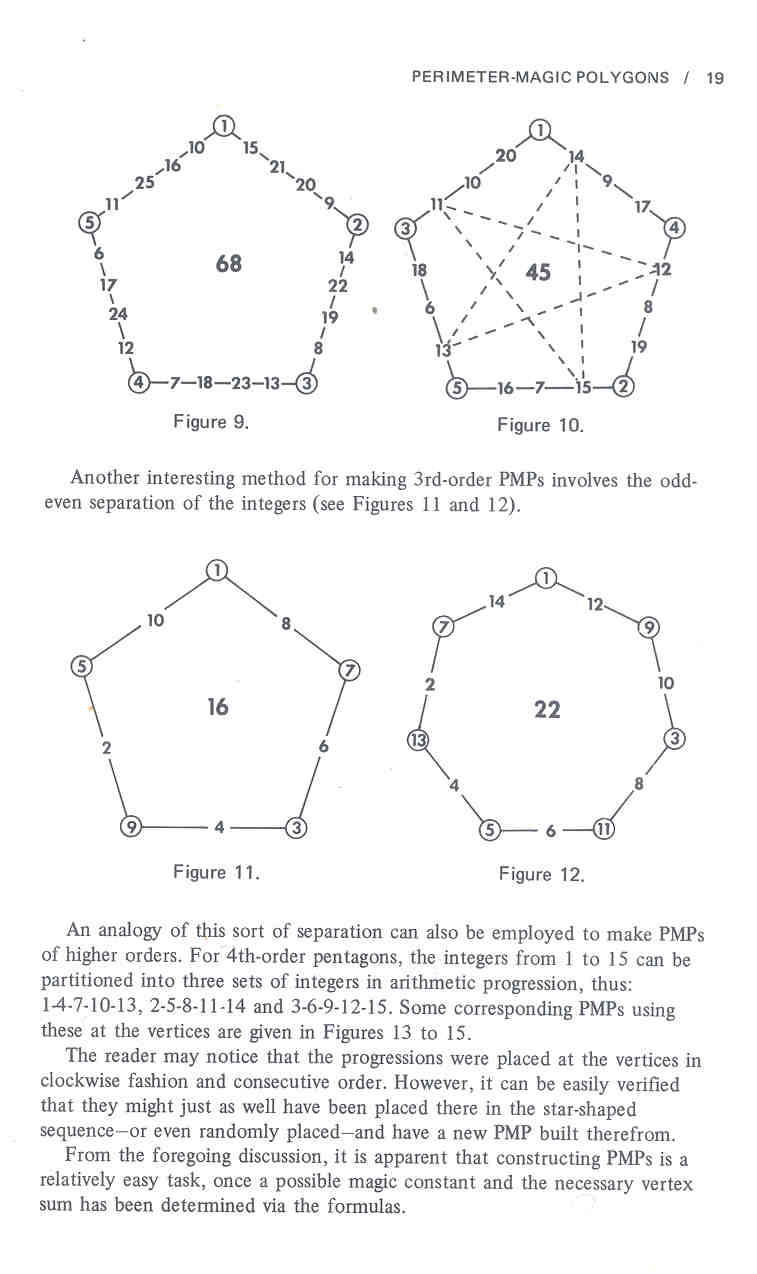 PERIMETER-MAGIC POLYGONS / 19
1
10 15
16 21
25 20
11 9
5 2
6 14
17 68 22
24 19
12 8
4 7 18 23 13 3
Figure 9.
1
20 14
10 9
11 17
3 4
18 45 12
6 8
13 19
5 16 7 15 2
Figure 10.
Another interesting method for making 3rd-order PMPs involves the odd-
even separation of the integers (see Figures 11 and 12).
1
10 8
5 7
16
2 6
9 4 3
Figure 11.
1
14 12
7 9
2 22 10
13 3
4 8
5 6 11
Figure 12.
An analogy of this sort of separation can also be employed to make PMPs
of higher orders. For 4th-order pentagons, the integers from 1 to 15 can be
partitioned into three sets of integers in arithmetic progression, thus:
1-4-7-10-13, 2-5-8-11-14 and 3-6-9-12-15. Some corresponding PMPs using
these at the vertices are given in Figures 13 to 15.
The reader may notice that the progressions were placed at the vertices in
clockwise fashion and consecutive order. However, it can be easily verified
that they might just as well have been placed there in the star-shaped
sequence—or even randomly placed—and have a new PMP built therefrom.
From the foregoing discussion, it is apparent that constructing PMPs is a
relatively easy task, once a possible magic constant and the necessary vertex
sum has been determined via the formulas.